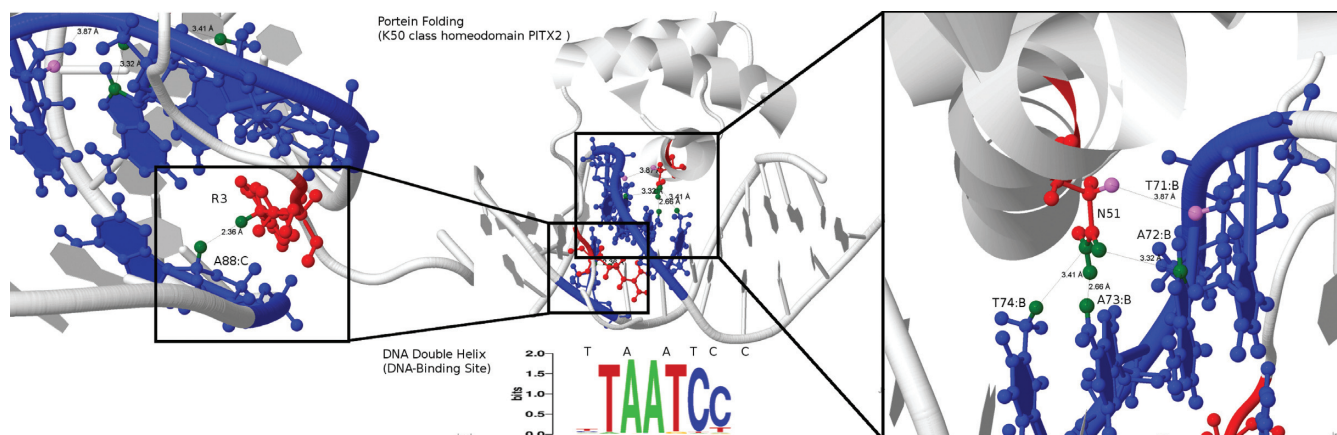 3.87 Å
3.41 Å
3.32 Å
R3
2.36 Å
A88:C
Portein Folding
(K50 class homeodomain PITX2 )
3.87
3.32
3.41 Å
2.66 Å
2.36
DNA Double Helix
(DNA-Binding Site)
T A A T C C
2.0
1.5
1.0
0.5
0.0
bits
TAATCC
T71:B
3.87 Å
N51
A72:B
3.32 Å
3.41 Å
2.66 Å
T74:B
A73:B